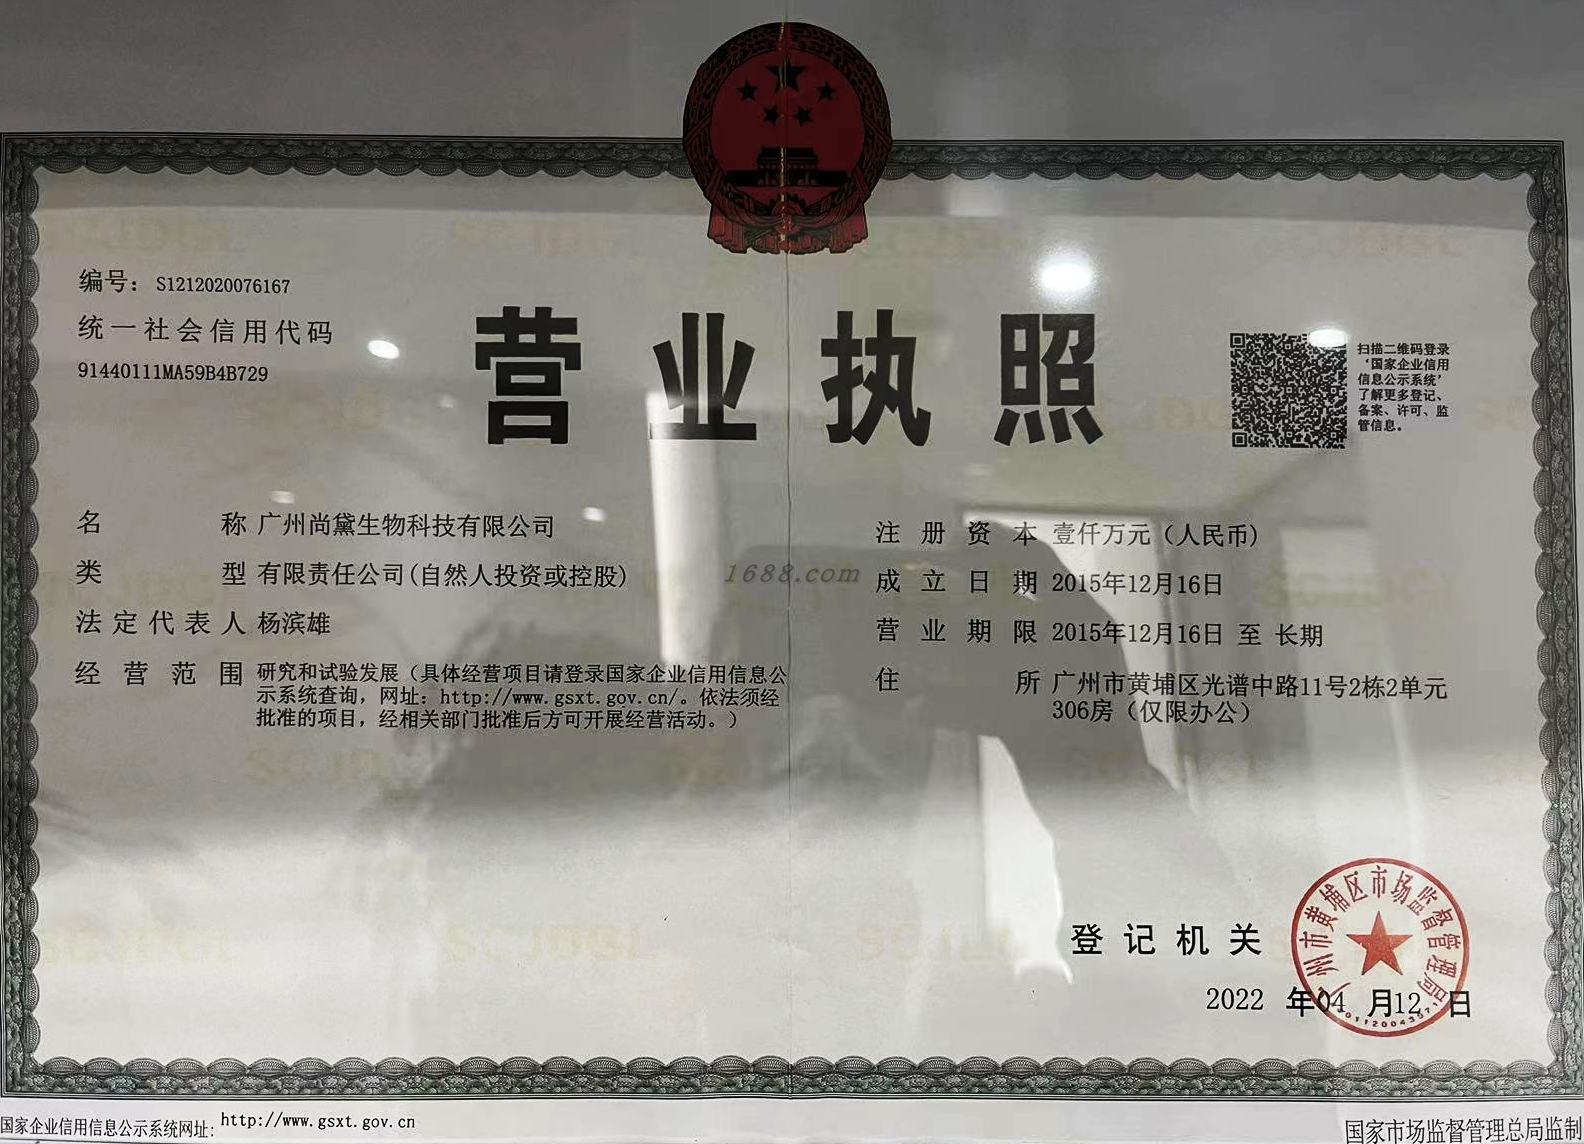 编号: S1212020076167
统一社会信用代码
91440111MA59B4B729
营业执照
扫描二维码登录
‘国家企业信用
信息公示系统’
了解更多登记、
备案、许可、监
管信息。
名称 广州尚黛生物科技有限公司
类型 有限责任公司(自然人投资或控股)
法定代表人 杨滨雄
经营范围 研究和试验发展（具体经营项目请登录国家企业信用信息公
示系统查询，网址: http://www.gsxt.gov.cn/。依法须经
批准的项目，经相关部门批准后方可开展经营活动。）
1688.com
注册资本 壹仟万元（人民币）
成立日期 2015年12月16日
营业期限 2015年12月16日 至 长期
住所 广州市黄埔区光谱中路11号2栋2单元
306房（仅限办公）
登记机关
广州市黄埔区市场监督管理局
2022 年04 月12 日
国家企业信用信息公示系统网址: http://www.gsxt.gov.cn
国家市场监督管理总局监制